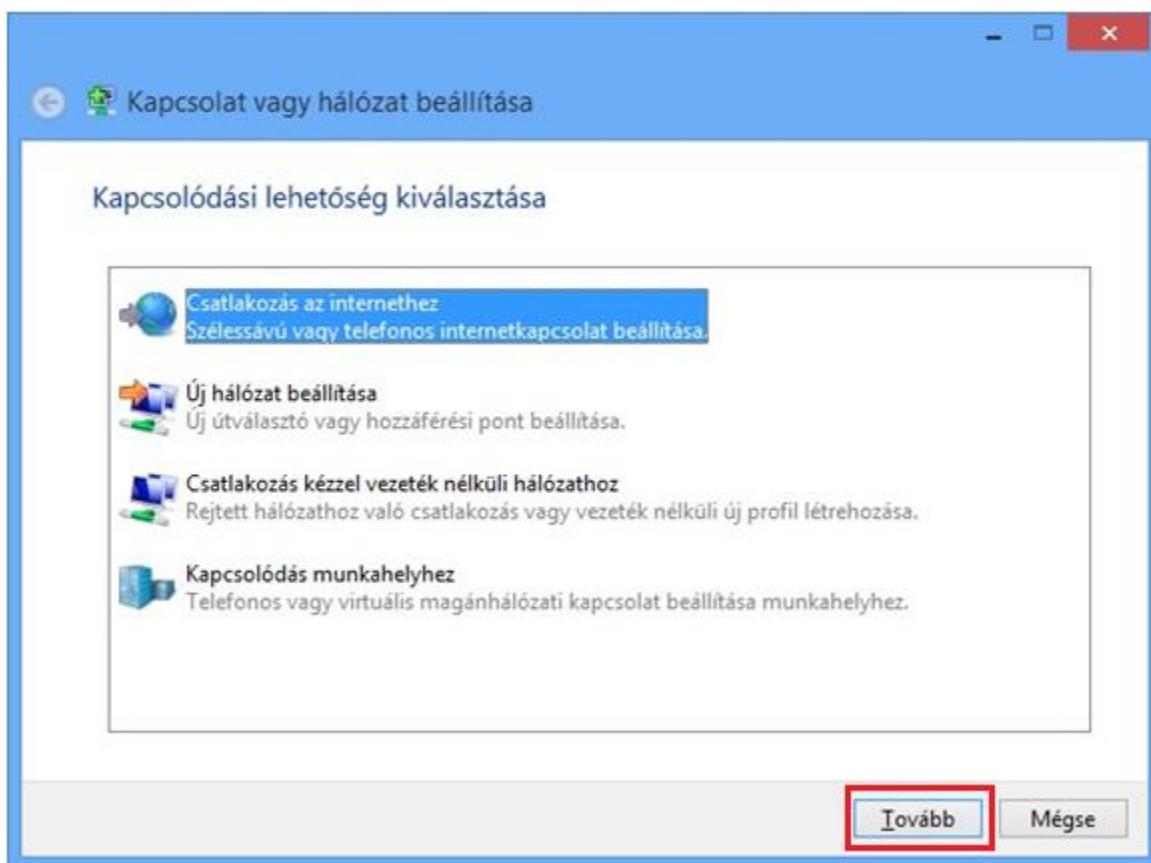 Kapcsolat vagy hálózat beállítása
Kapcsolódási lehetőség kiválasztása
Csatlakozás az internethez
Szélessávú vagy telefonos internetkapcsolat beállítása.
Új hálózat beállítása
Új útválasztó vagy hozzáférési pont beállítása.
Csatlakozás kézzel vezeték nélküli hálózathoz
Rejtett hálózathoz való csatlakozás vagy vezeték nélküli új profil létrehozása.
Kapcsolódás munkahelyhez
Telefonos vagy virtuális magánhálózati kapcsolat beállítása munkahelyhez.
Tovább Mégse